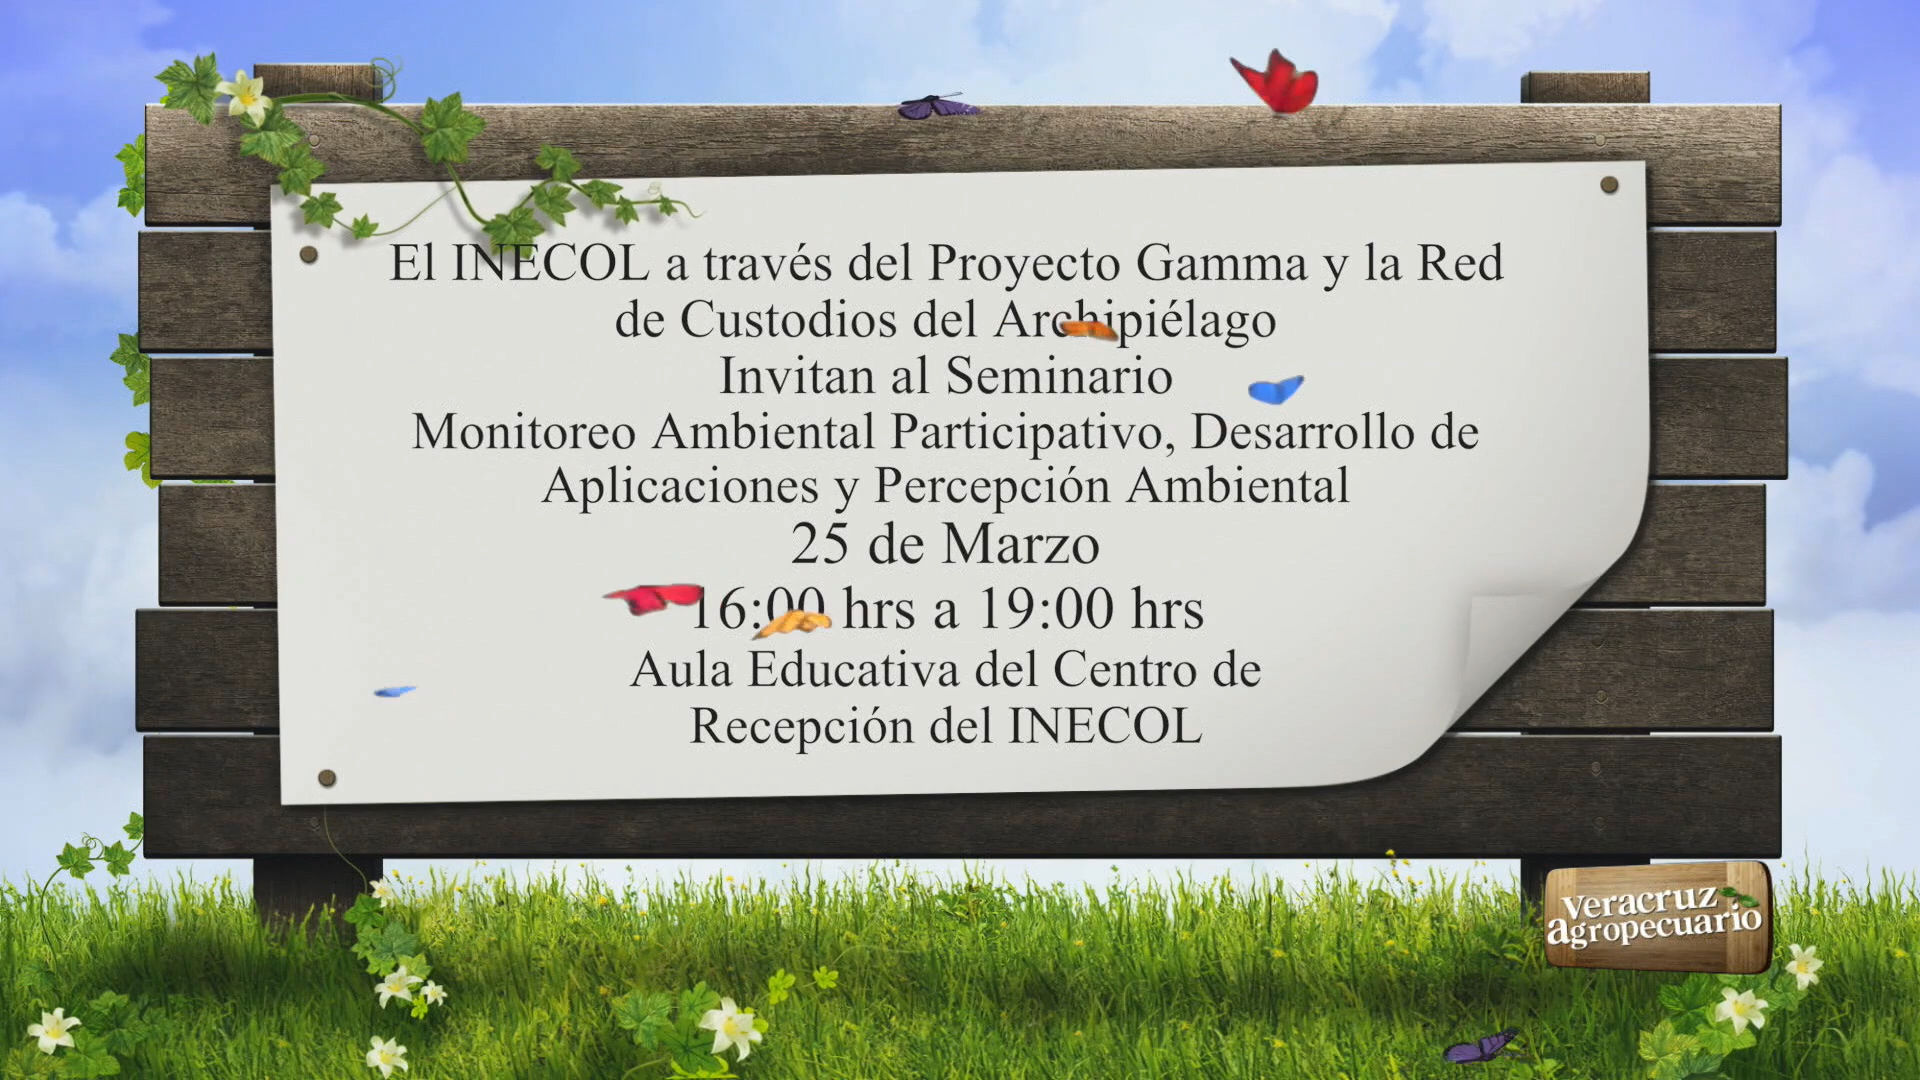 El INECOL a través del Proyecto Gamma y la Red
de Custodios del Archipiélago
Invitan al Seminario
Monitoreo Ambiental Participativo, Desarrollo de
Aplicaciones y Percepción Ambiental
25 de Marzo
16:00 hrs a 19:00 hrs
Aula Educativa del Centro de
Recepción del INECOL
veracruz
agropecuario